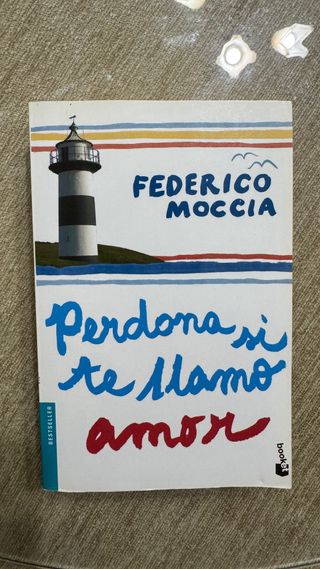 FEDERICO
MOCCIA
Perdona si
te llamo
amor
BESTSELLER
booket